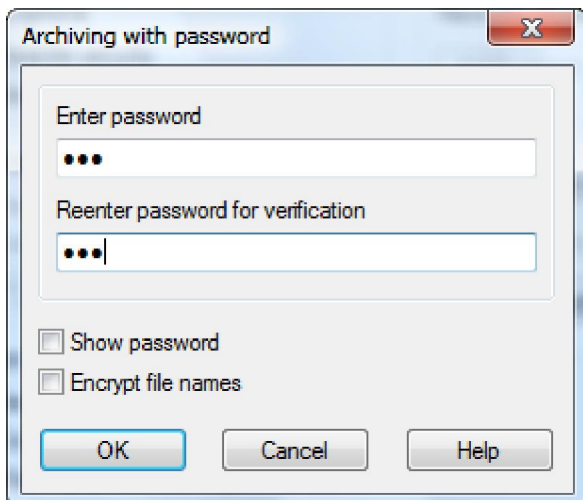 Archiving with password
Enter password
●●●
Reenter password for verification
●●●
Show password
Encrypt file names
OK Cancel Help